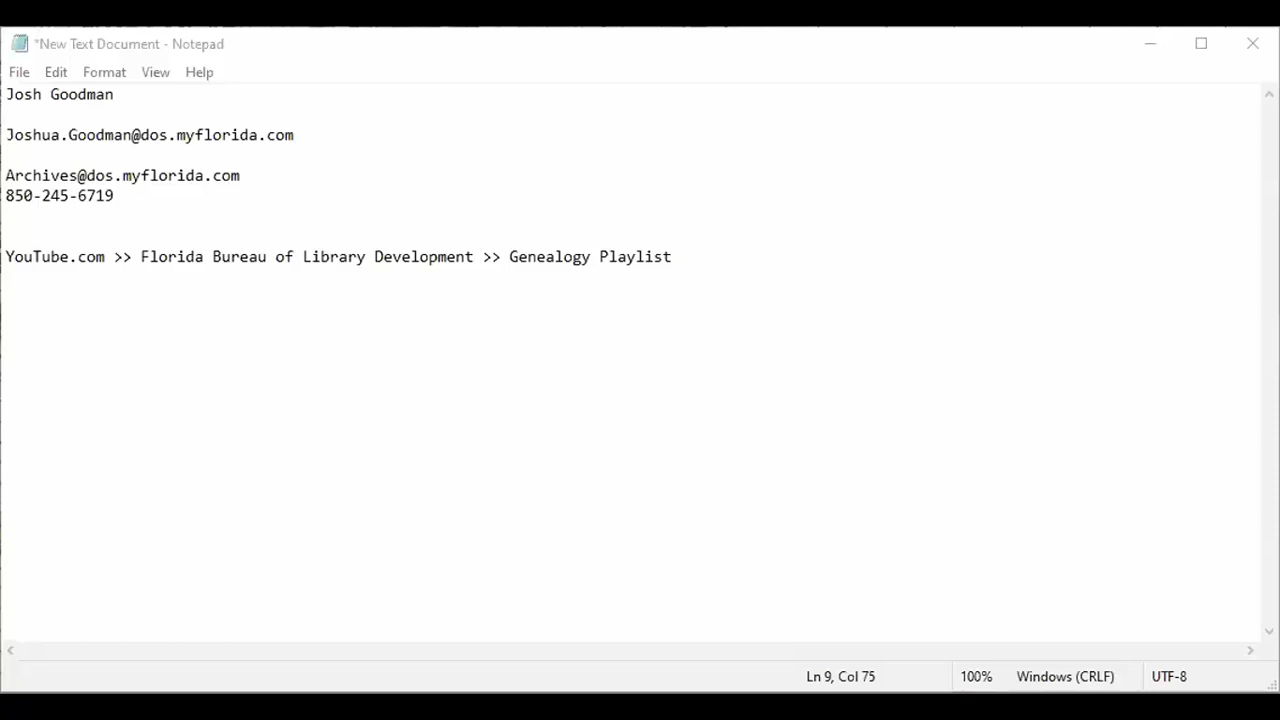 *New Text Document - Notepad
File Edit Format View Help
Josh Goodman
Joshua.Goodman@dos.myflorida.com
Archives@dos.myflorida.com
850-245-6719
YouTube.com >> Florida Bureau of Library Development >> Genealogy Playlist
Ln 9, Col 75 100% Windows (CRLF) UTF-8